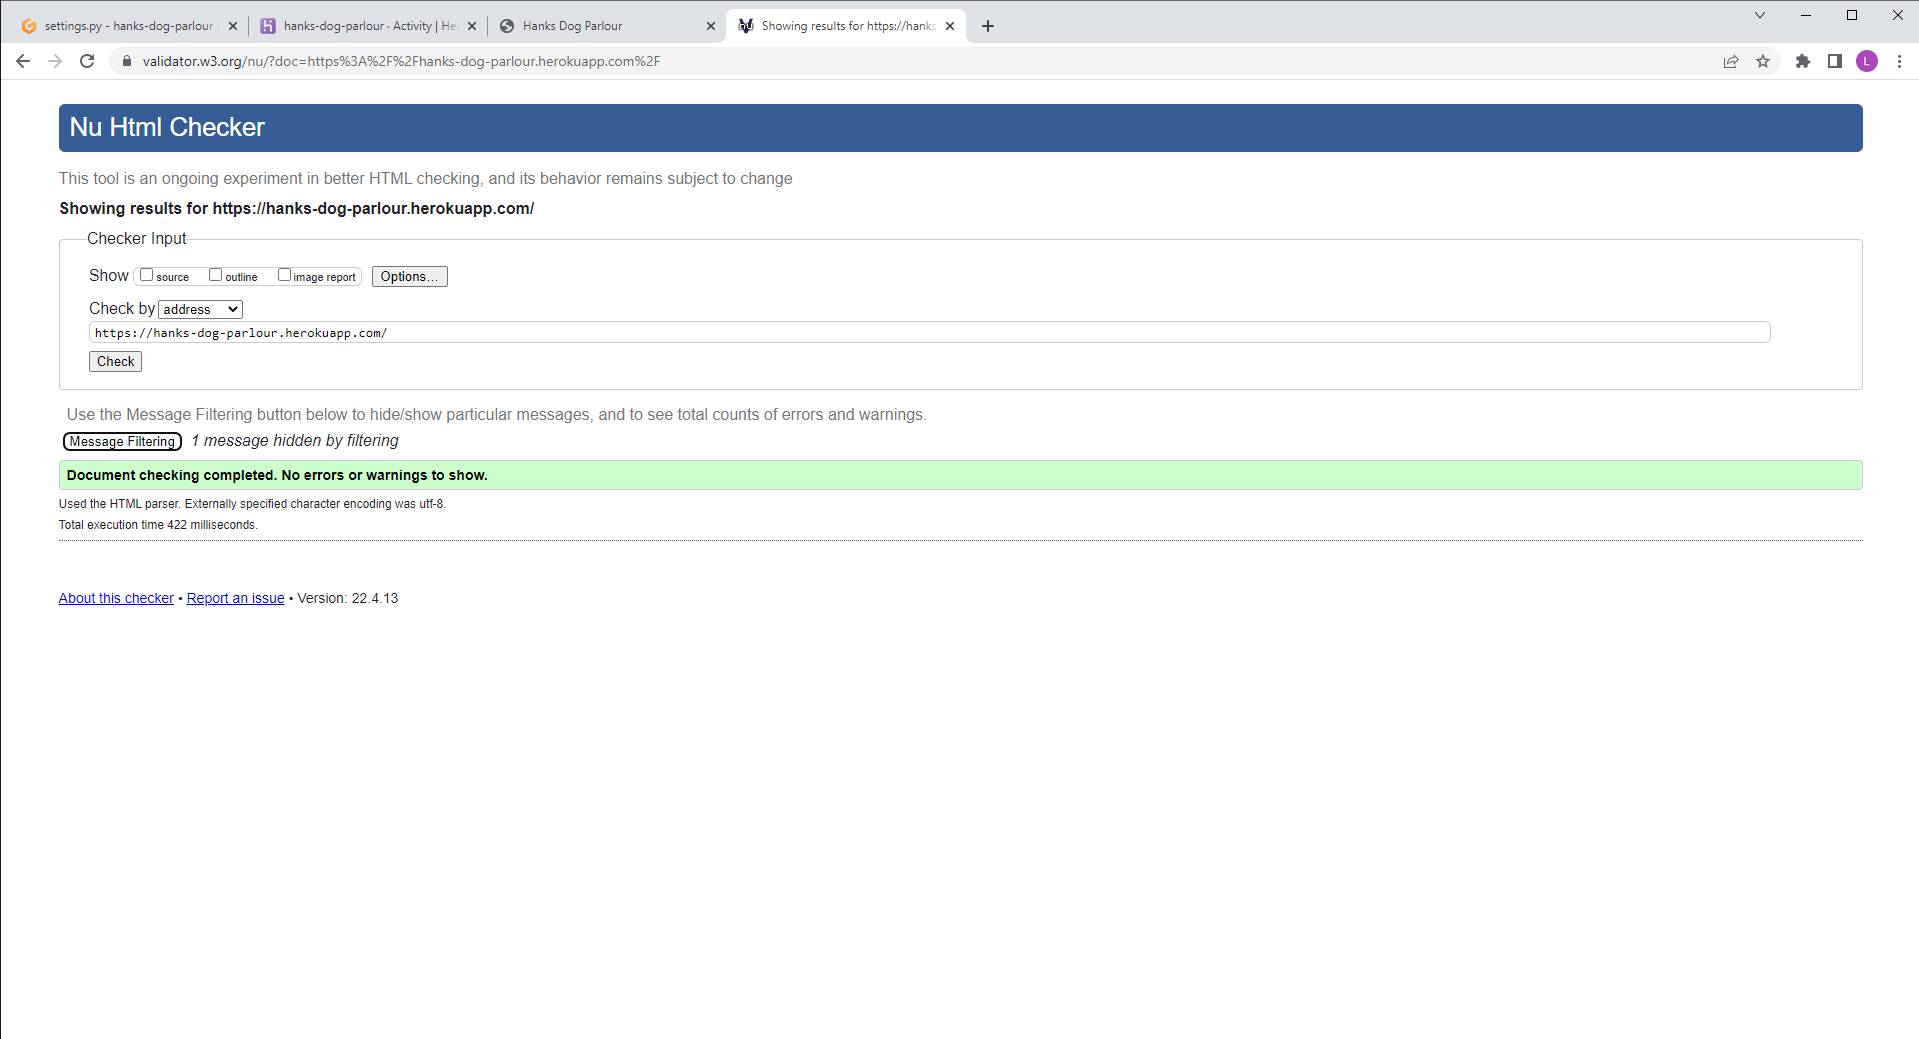 settings.py - hanks-dog-parlour -
hanks-dog-parlour · Activity | He
Hanks Dog Parlour
Showing results for https://hanks
validator.w3.org/nu/?doc=https%3A%2F%2Fhanks-dog-parlour.herokuapp.com%2F
L
Nu Html Checker
This tool is an ongoing experiment in better HTML checking, and its behavior remains subject to change
Showing results for https://hanks-dog-parlour.herokuapp.com/
Checker Input
Show source outline image report Options...
Check by address
https://hanks-dog-parlour.herokuapp.com/
Check
Use the Message Filtering button below to hide/show particular messages, and to see total counts of errors and warnings.
Message Filtering 1 message hidden by filtering
Document checking completed. No errors or warnings to show.
Used the HTML parser. Externally specified character encoding was utf-8.
Total execution time 422 milliseconds.
About this checker • Report an issue • Version: 22.4.13